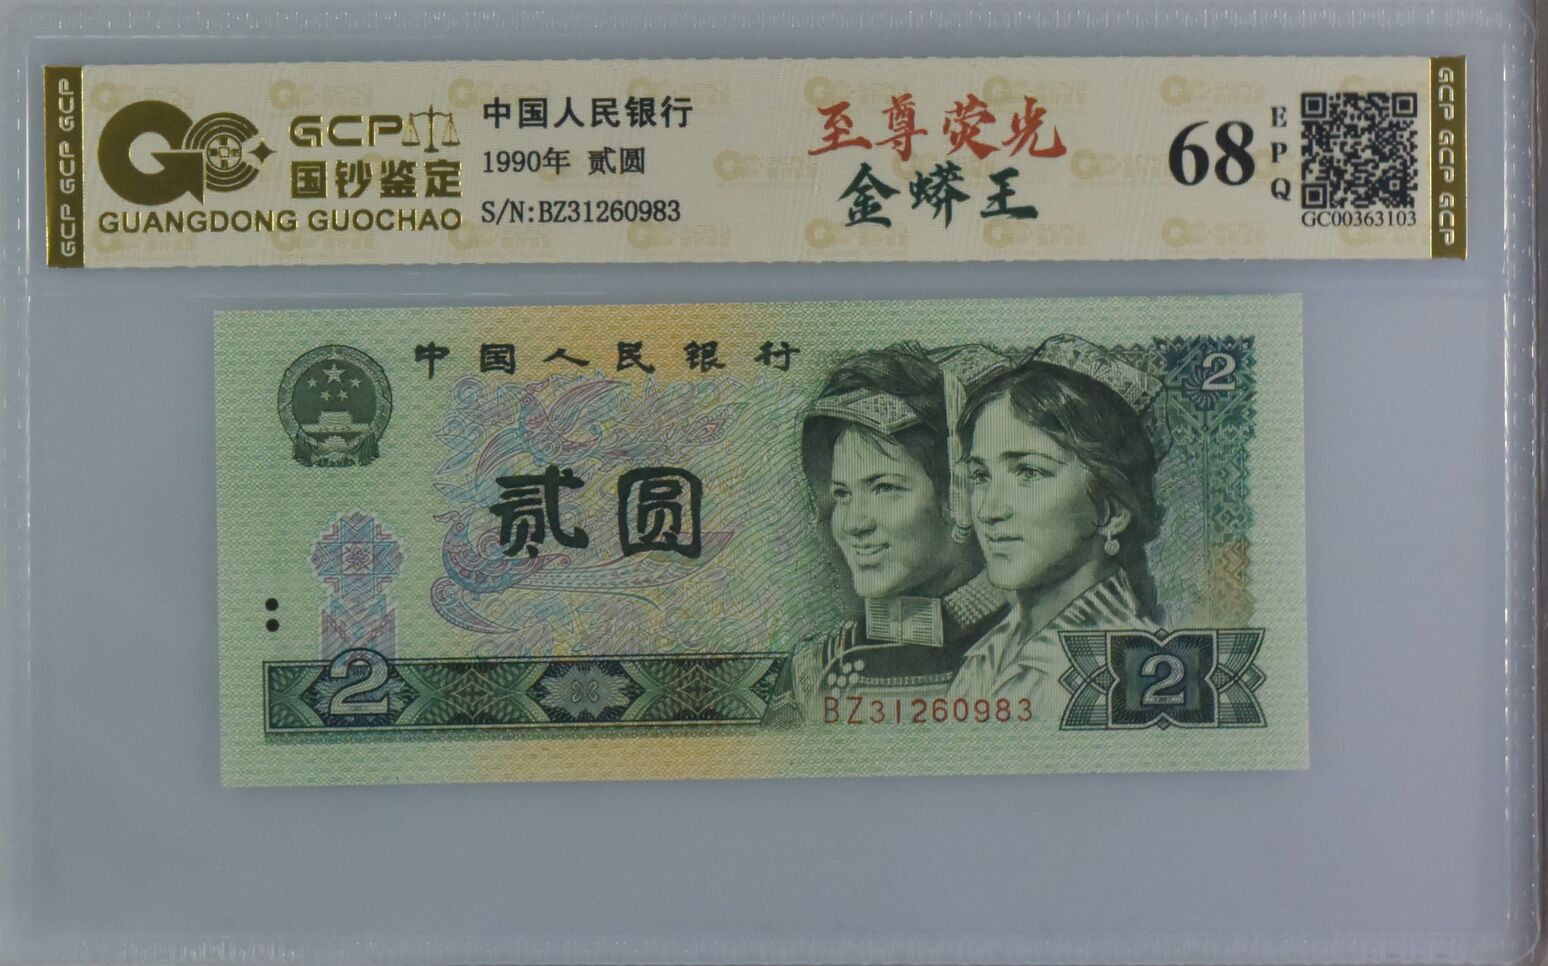 GCP GCP GCP
GCP
国钞鉴定
GUANGDONG GUOCHAO
中国人民银行
1990年 贰圆
S/N:BZ31260983
至尊荧光
金蟒王
68
EPQ
GC00363103
GCP GCP GCP
中国人民银行
2
贰圆
2
BZ31260983
2